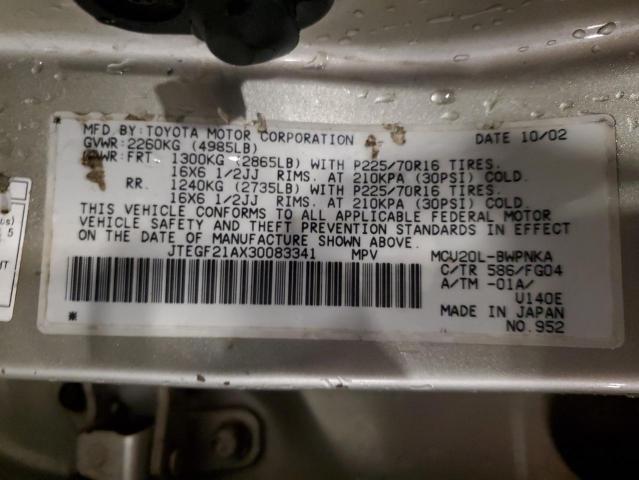 MFD. BY: TOYOTA MOTOR CORPORATION DATE 10/02
GVWR: 2260KG (4985LB)
FRT. 1300KG (2865LB) WITH P225/70R16 TIRES.
16X6 1/2JJ RIMS. AT 210KPA (30PSI) COLD.
RR. 1240KG (2735LB) WITH P225/70R16 TIRES.
16X6 1/2JJ RIMS. AT 210KPA (30PSI) COLD.
THIS VEHICLE CONFORMS TO ALL APPLICABLE FEDERAL MOTOR
VEHICLE SAFETY AND THEFT PREVENTION STANDARDS IN EFFECT
ON THE DATE OF MANUFACTURE SHOWN ABOVE.
JTEGF21AX30083341 MPV MCU20L-BWPNKA
C/TR 586/FG04
A/TM -01A/
U140E
* * MADE IN JAPAN
NO. 952